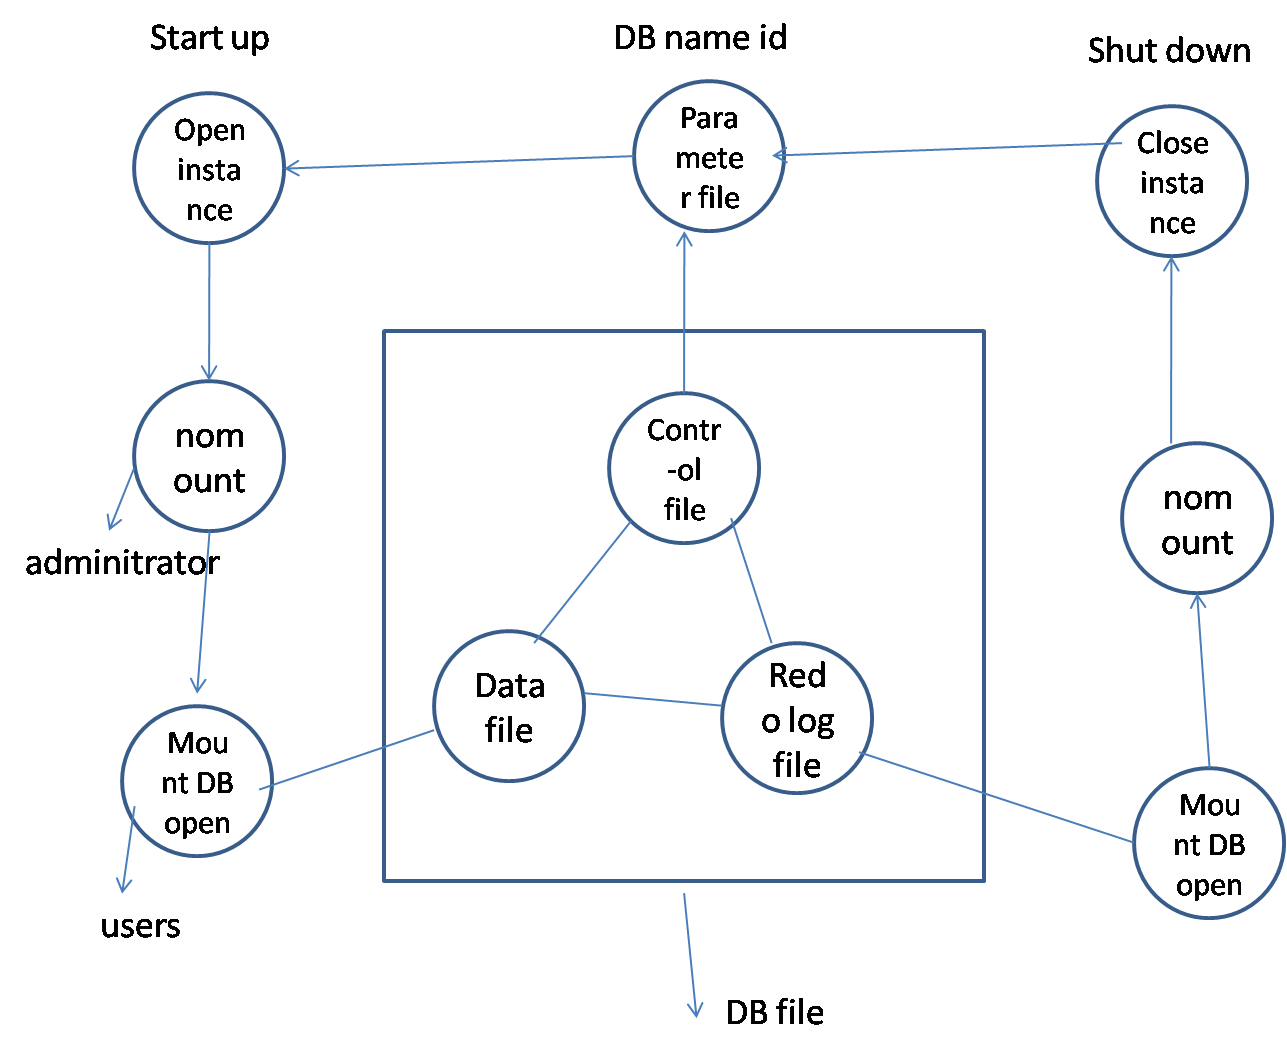 Start up
DB name id
Shut down
Open
insta
nce
Para
mete
r file
Close
insta
nce
nom
ount
adminitrator
Contr
-ol
file
nom
ount
Data
file
Red
o log
file
Mou
nt DB
open
users
Mou
nt DB
open
DB file